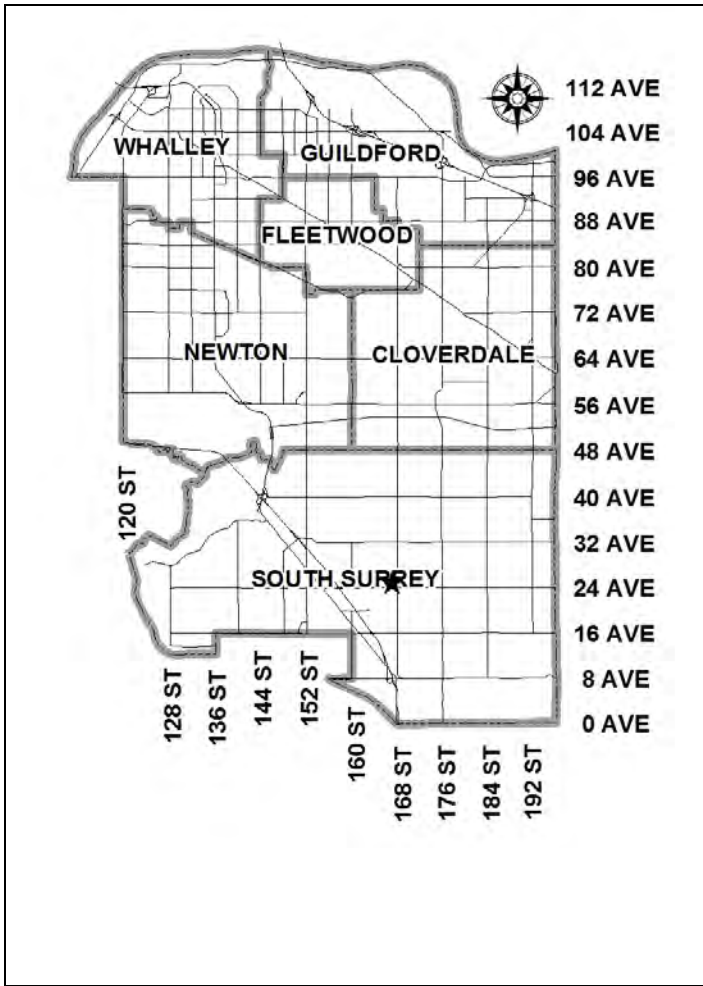 112 AVE
104 AVE
WHALLEY
GUILDFORD
96 AVE
88 AVE
FLEETWOOD
80 AVE
72 AVE
NEWTON
CLOVERDALE
64 AVE
56 AVE
48 AVE
120 ST
40 AVE
32 AVE
SOUTH SURREY
24 AVE
16 AVE
8 AVE
0 AVE
128 ST
136 ST
144 ST
152 ST
160 ST
168 ST
176 ST
184 ST
192 ST